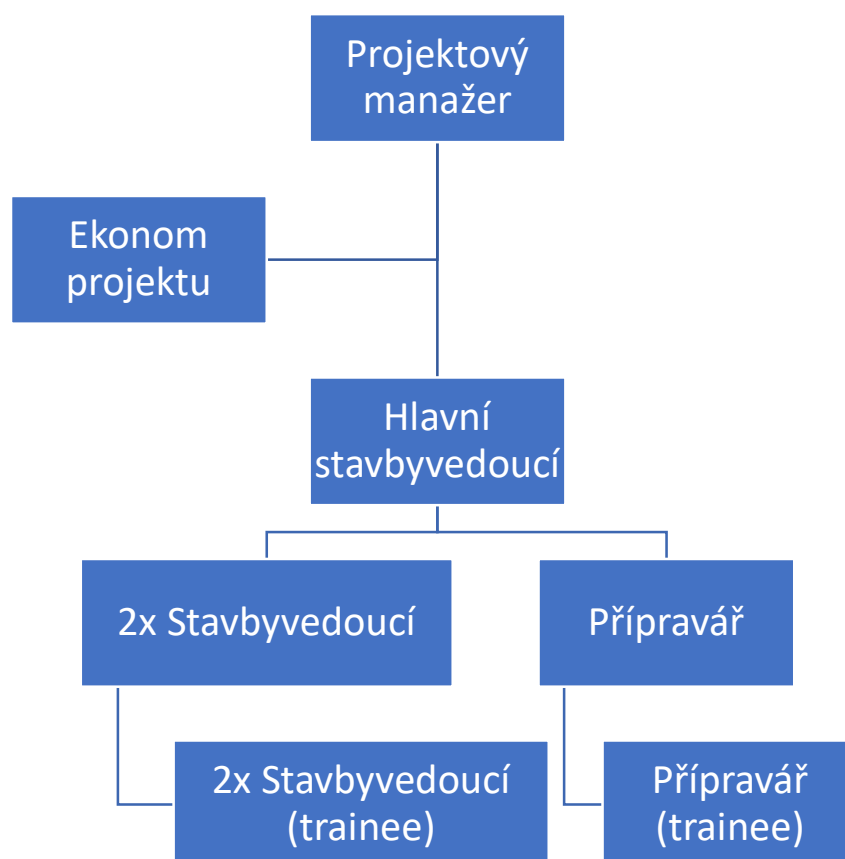 Projektový
manažer
Ekonom
projektu
Hlavní
stavbyvedoucí
2x Stavbyvedoucí
Přípravář
2x Stavbyvedoucí
(trainee)
Přípravář
(trainee)